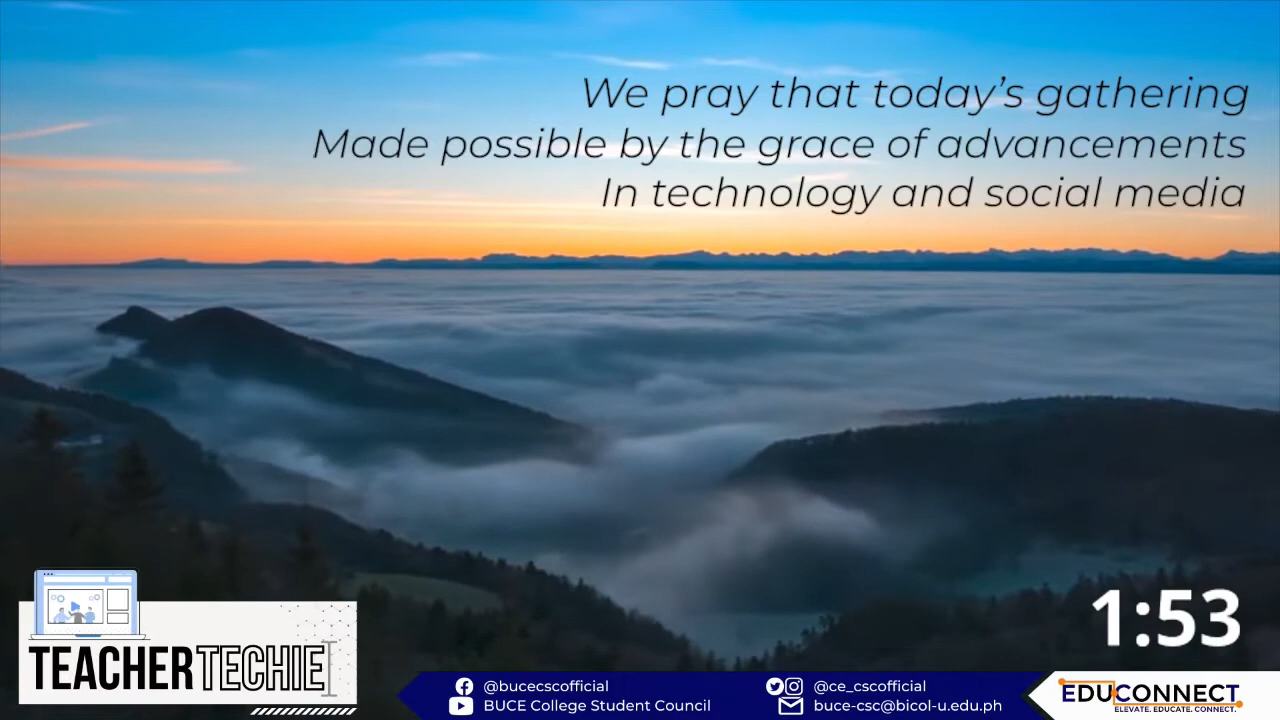 We pray that today’s gathering
Made possible by the grace of advancements
In technology and social media
1:53
TEACHERTECHIE
@bucecscofficial
BUCE College Student Council
@ce_cscofficial
buce-csc@bicol-u.edu.ph
EDUCONNECT
ELEVATE. EDUCATE. CONNECT.